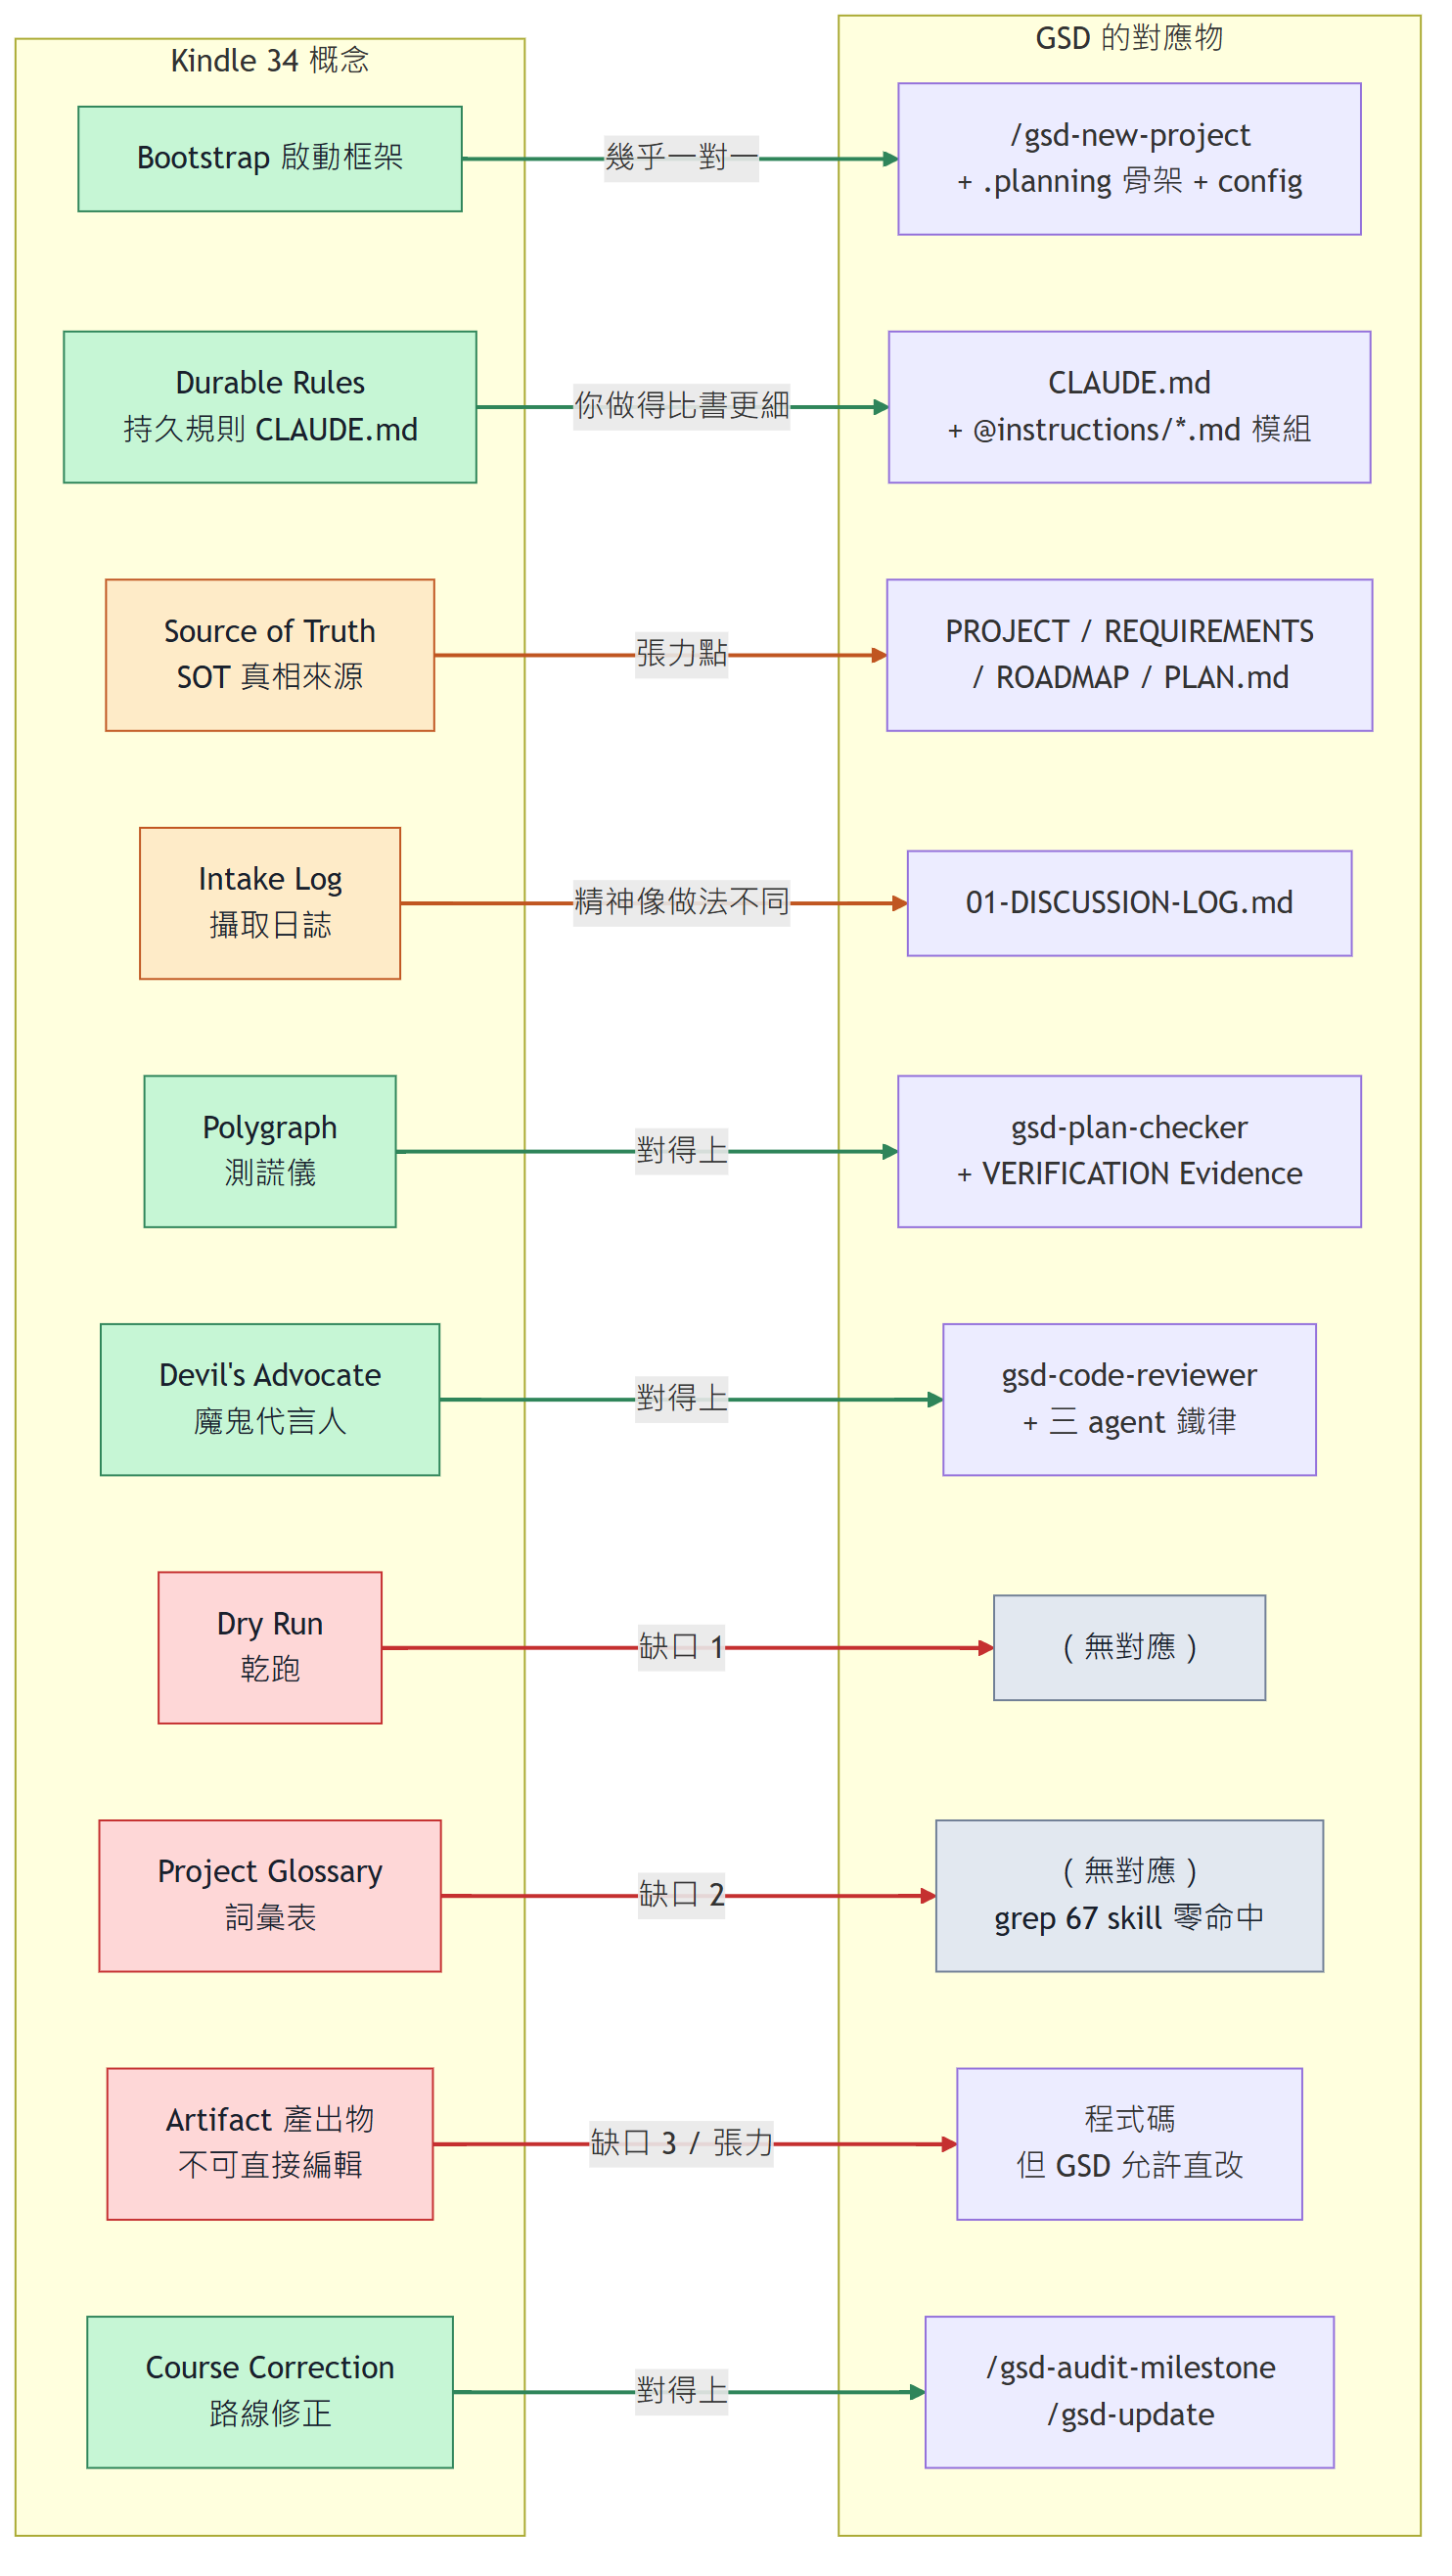 Kindle 34 概念
GSD 的對應物
Bootstrap 啟動框架
幾乎一對一
/gsd-new-project
+ .planning 骨架 + config
Durable Rules
持久規則 CLAUDE.md
你做得比書更細
CLAUDE.md
+ @instructions/*.md 模組
Source of Truth
SOT 真相來源
張力點
PROJECT / REQUIREMENTS
/ ROADMAP / PLAN.md
Intake Log
攝取日誌
精神像做法不同
01-DISCUSSION-LOG.md
Polygraph
測謊儀
對得上
gsd-plan-checker
+ VERIFICATION Evidence
Devil's Advocate
魔鬼代言人
對得上
gsd-code-reviewer
+ 三 agent 鐵律
Dry Run
乾跑
缺口 1
( 無對應 )
Project Glossary
詞彙表
缺口 2
( 無對應 )
grep 67 skill 零命中
Artifact 產出物
不可直接編輯
缺口 3 / 張力
程式碼
但 GSD 允許直改
Course Correction
路線修正
對得上
/gsd-audit-milestone
/gsd-update